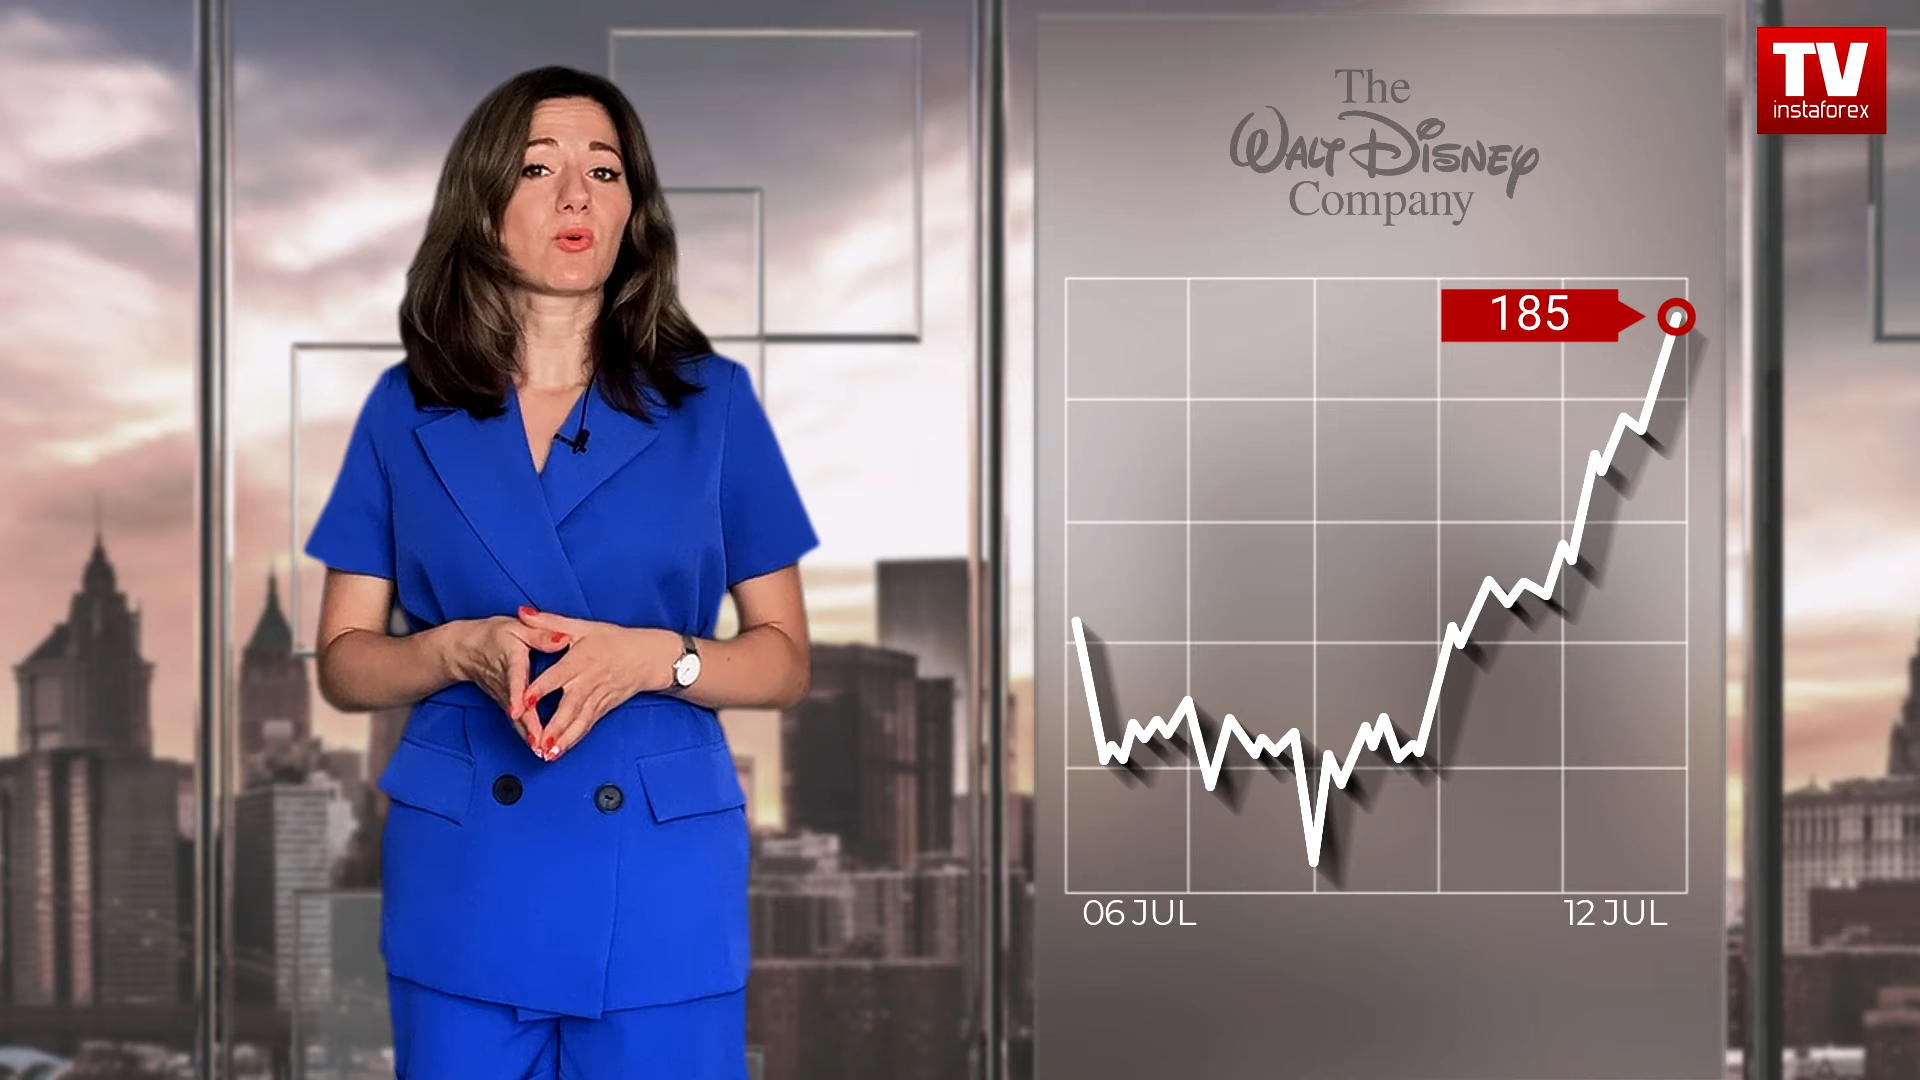 TV
instaforex
The
Walt Disney
Company
185
06 JUL
12 JUL